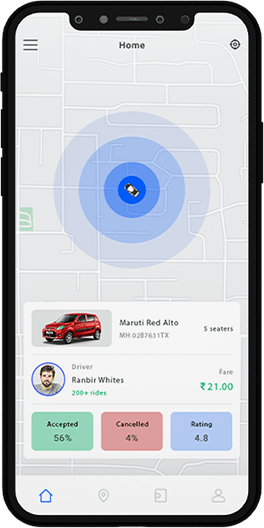 Home
Maruti Red Alto
5 seaters
MH 02B7631TX
Driver
Ranbir Whites
200+ rides
Fare
₹ 21.00
Accepted
56%
Cancelled
4%
Rating
4.8